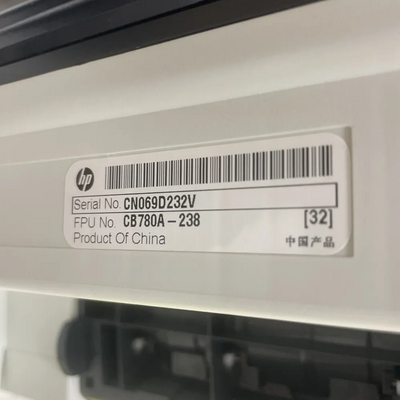 hp
Serial No. CN069D232V
FPU No. CB780A-238 [32]
Product Of China 中国产品